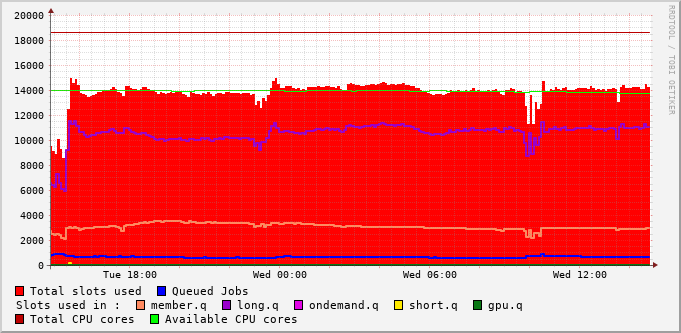 20000
18000
16000
14000
12000
10000
8000
6000
4000
2000
0
Tue 18:00 Wed 00:00 Wed 06:00 Wed 12:00
RRDTOOL / TOBI OETIKER
Total slots used Queued Jobs
Slots used in : member.q long.q ondemand.q short.q gpu.q
Total CPU cores Available CPU cores